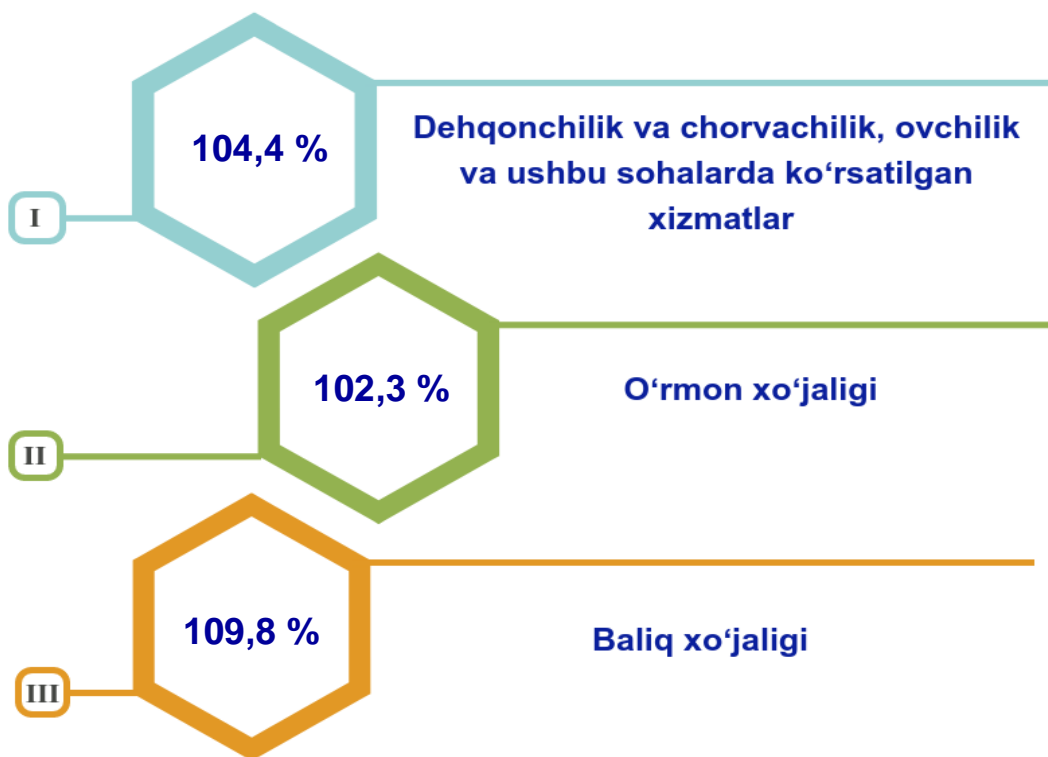 104,4 %
Dehqonchilik va chorvachilik, ovchilik
va ushbu sohalarda ko‘rsatilgan
xizmatlar
I
102,3 %
O‘rmon xo‘jaligi
II
109,8 %
Baliq xo‘jaligi
III